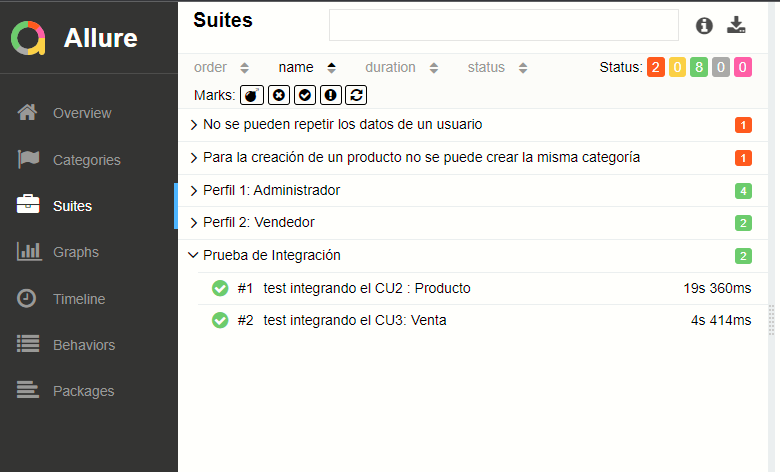 Allure
Overview
Categories
Suites
Graphs
Timeline
Behaviors
Packages
Suites
order name duration status Status: 2 0 8 0 0
Marks:
No se pueden repetir los datos de un usuario 1
Para la creación de un producto no se puede crear la misma categoría 1
Perfil 1: Administrador 4
Perfil 2: Vendedor 2
Prueba de Integración 2
#1 test integrando el CU2 : Producto 19s 360ms
#2 test integrando el CU3: Venta 4s 414ms